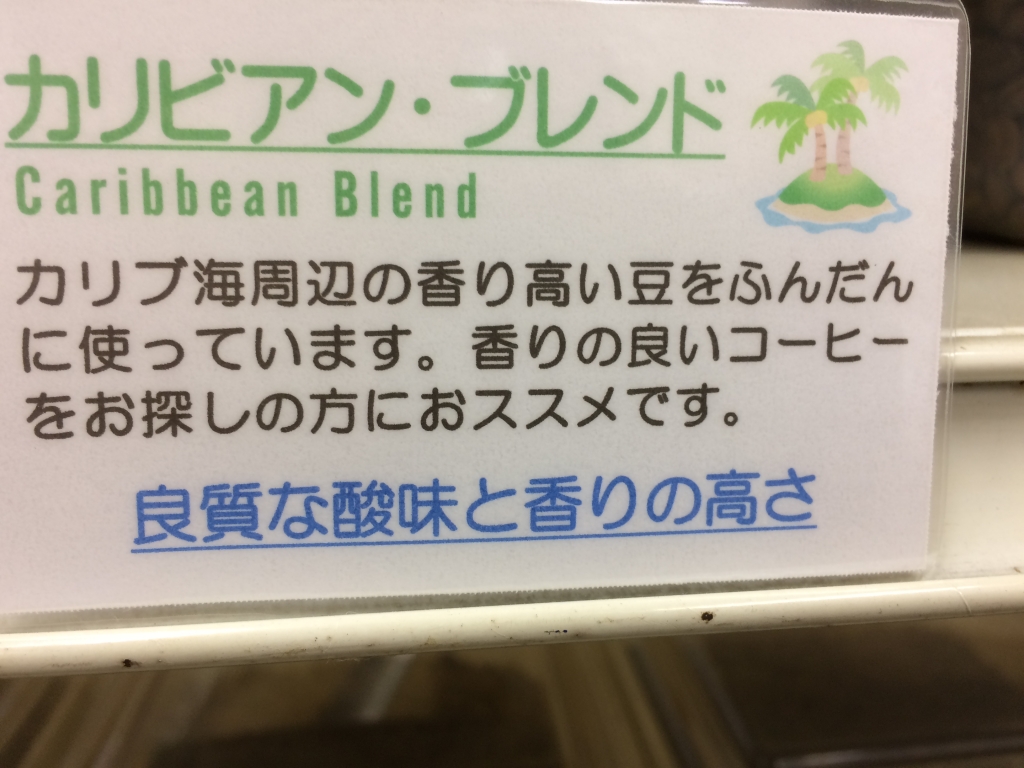 カリビアン・ブレンド
Caribbean Blend
カリブ海周辺の香り高い豆をふんだん
に使っています。香りの良いコーヒー
をお探しの方におススメです。
良質な酸味と香りの高さ